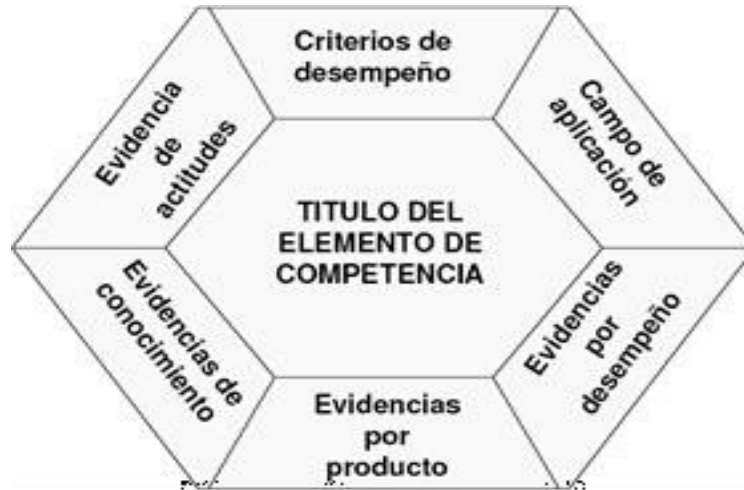 Criterios de
desempeño
Campo de
aplicación
Evidencias
por
desempeño
Evidencias
por
producto
Evidencias de
conocimiento
Evidencia
de
actitudes
TITULO DEL
ELEMENTO DE
COMPETENCIA